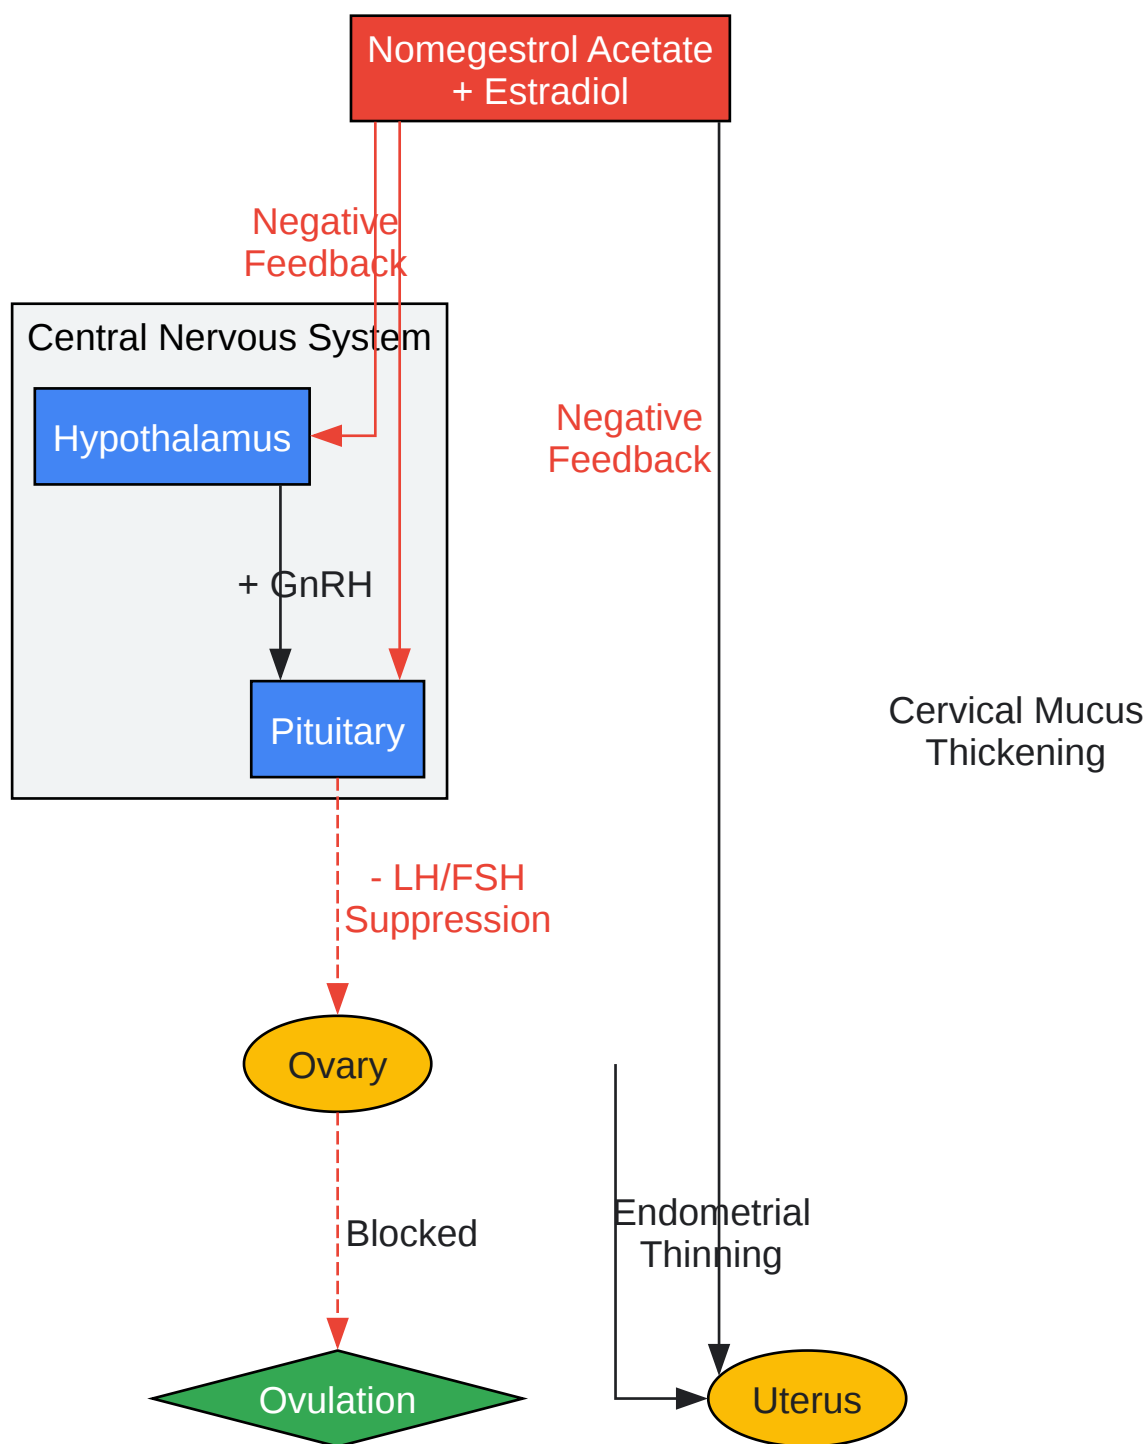 Nomegestrol Acetate
+ Estradiol
Negative
Feedback
Central Nervous System
Hypothalamus
Negative
Feedback
+ GnRH
Pituitary
Cervical Mucus
Thickening
- LH/FSH
Suppression
Ovary
Endometrial
Thinning
Blocked
Ovulation
Uterus